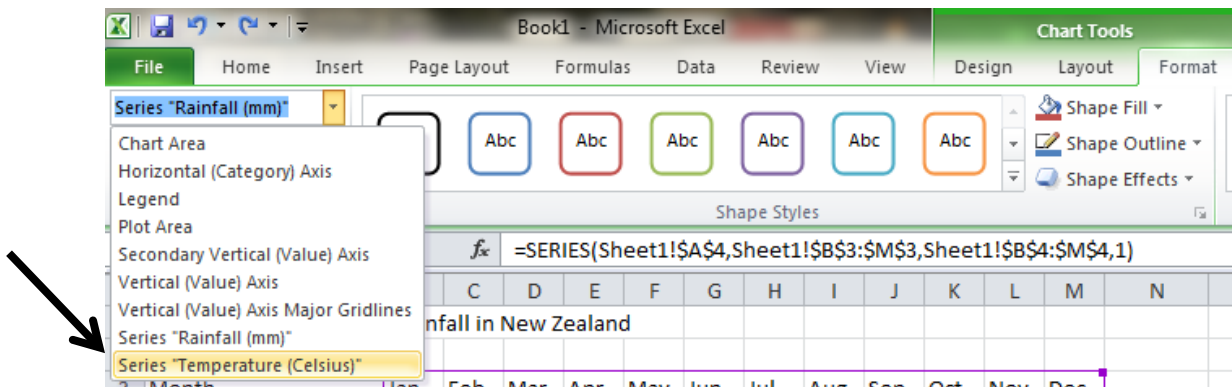 Book1 - Microsoft Excel
Chart Tools
File Home Insert Page Layout Formulas Data Review View Design Layout Format
Series "Rainfall (mm)"
Chart Area
Horizontal (Category) Axis
Legend
Plot Area
Secondary Vertical (Value) Axis
Vertical (Value) Axis
Vertical (Value) Axis Major Gridlines
Series "Rainfall (mm)"
Series "Temperature (Celsius)"
Abc Abc Abc Abc Abc Abc
Shape Fill
Shape Outline
Shape Effects
Shape Styles
fx =SERIES(Sheet1!$A$4,Sheet1!$B$3:$M$3,Sheet1!$B$4:$M$4,1)
C D E F G H I J K L M N
nfall in New Zealand
3 Month Jan Feb Mar Apr May Jun Jul Aug Sep Oct Nov Dec